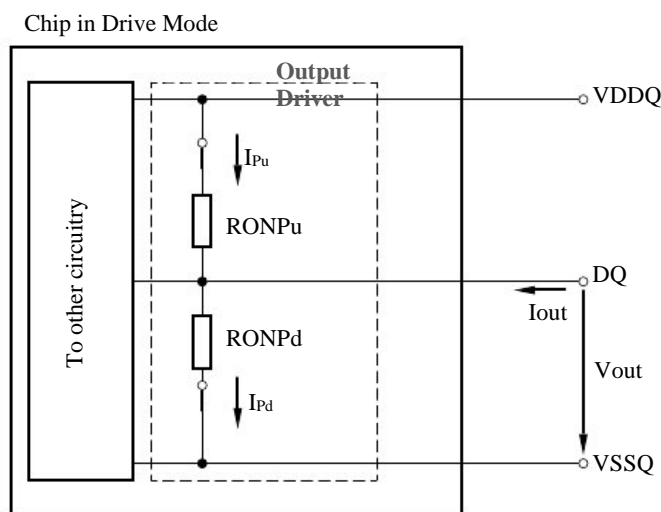 Chip in Drive Mode
Output
Driver
VDDQ
IPu
RONPu
To other circuitry
DQ
Iout
RONPd
Vout
IPd
VSSQ